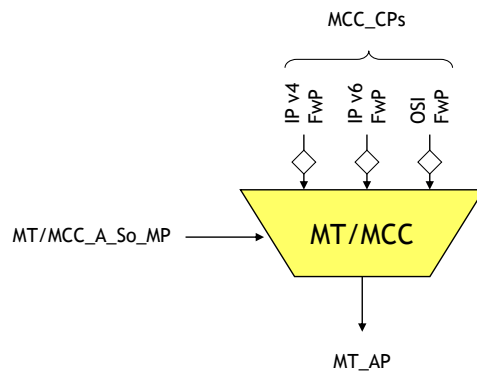 MCC_CPs
IP v4 FwP
IP v6 FwP
OSI FwP
MT/MCC
MT/MCC_A_So_MP
MT_AP